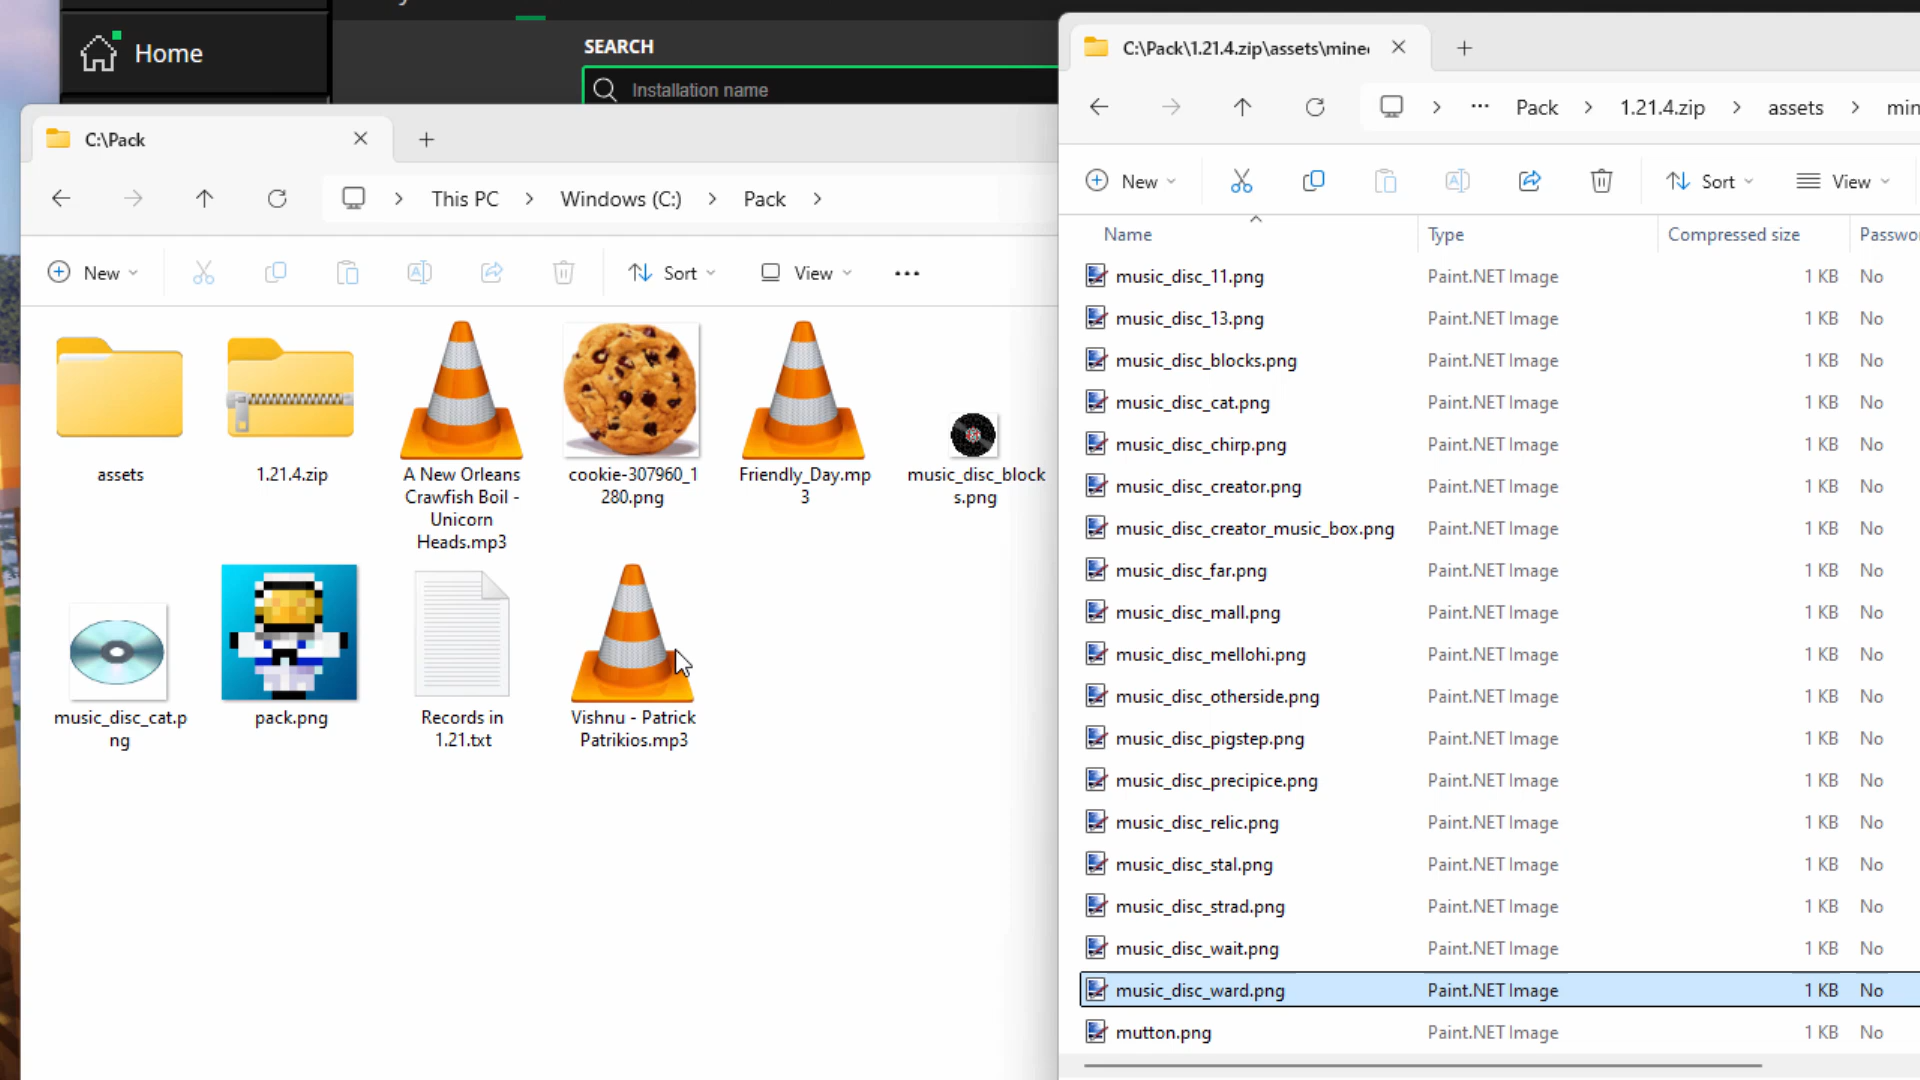 Home
SEARCH
Installation name
C:\Pack
This PC
Windows (C:)
Pack
New
Sort
View
assets
1.21.4.zip
A New Orleans
Crawfish Boil -
Unicorn
Heads.mp3
cookie-307960_1
280.png
Friendly_Day.mp
3
music_disc_block
s.png
music_disc_cat.p
ng
pack.png
Records in
1.21.txt
Vishnu - Patrick
Patrikios.mp3
C:\Pack\1.21.4.zip\assets\mine
Pack
1.21.4.zip
assets
min
New
Sort
View
Name Type Compressed size Passwo
music_disc_11.png Paint.NET Image 1 KB No
music_disc_13.png Paint.NET Image 1 KB No
music_disc_blocks.png Paint.NET Image 1 KB No
music_disc_cat.png Paint.NET Image 1 KB No
music_disc_chirp.png Paint.NET Image 1 KB No
music_disc_creator.png Paint.NET Image 1 KB No
music_disc_creator_music_box.png Paint.NET Image 1 KB No
music_disc_far.png Paint.NET Image 1 KB No
music_disc_mall.png Paint.NET Image 1 KB No
music_disc_mellohi.png Paint.NET Image 1 KB No
music_disc_otherside.png Paint.NET Image 1 KB No
music_disc_pigstep.png Paint.NET Image 1 KB No
music_disc_precipice.png Paint.NET Image 1 KB No
music_disc_relic.png Paint.NET Image 1 KB No
music_disc_stal.png Paint.NET Image 1 KB No
music_disc_strad.png Paint.NET Image 1 KB No
music_disc_wait.png Paint.NET Image 1 KB No
music_disc_ward.png Paint.NET Image 1 KB No
mutton.png Paint.NET Image 1 KB No